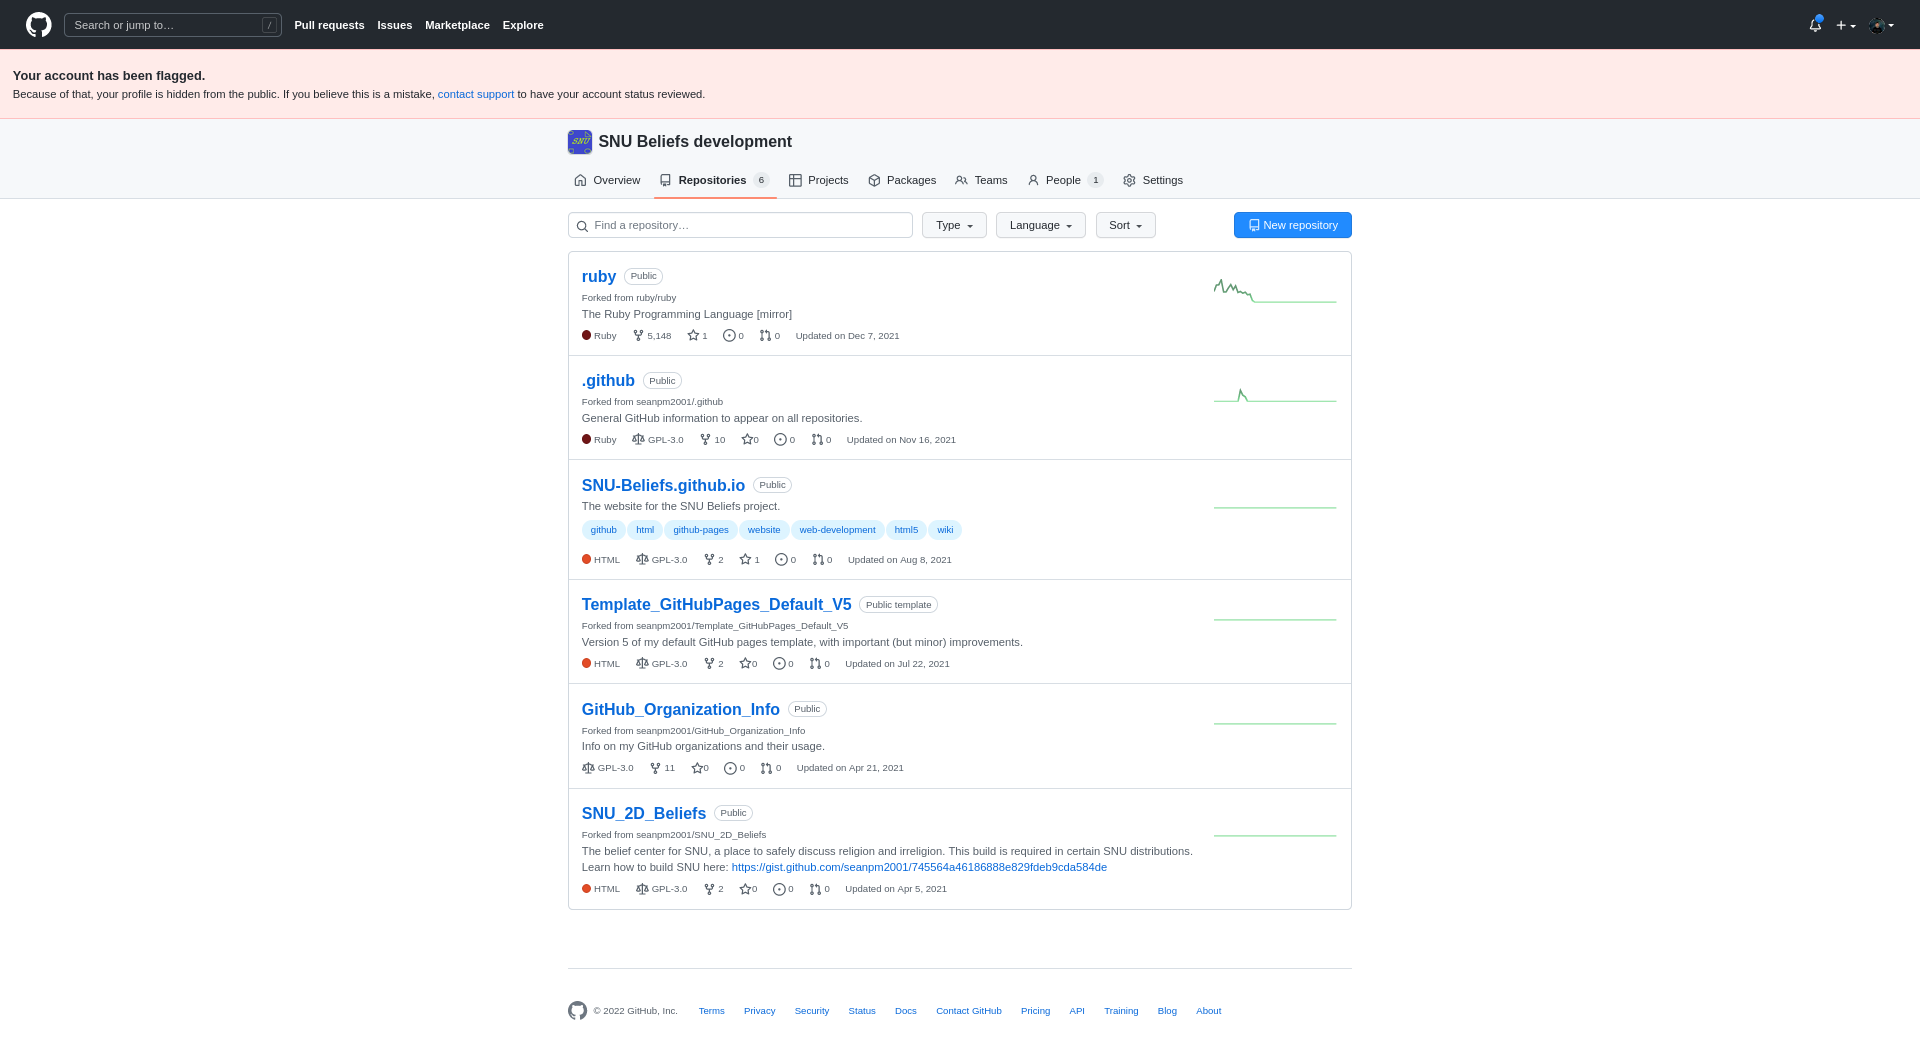 Search or jump to… /
Pull requests Issues Marketplace Explore
Your account has been flagged.
Because of that, your profile is hidden from the public. If you believe this is a mistake, contact support to have your account status reviewed.
SNU SNU Beliefs development
Overview Repositories 6 Projects Packages Teams People 1 Settings
Find a repository… Type Language Sort New repository
ruby Public
Forked from ruby/ruby
The Ruby Programming Language [mirror]
Ruby 5,148 1 0 0 Updated on Dec 7, 2021
.github Public
Forked from seanpm2001/.github
General GitHub information to appear on all repositories.
Ruby GPL-3.0 10 0 0 0 Updated on Nov 16, 2021
SNU-Beliefs.github.io Public
The website for the SNU Beliefs project.
github html github-pages website web-development html5 wiki
HTML GPL-3.0 2 1 0 0 Updated on Aug 8, 2021
Template_GitHubPages_Default_V5 Public template
Forked from seanpm2001/Template_GitHubPages_Default_V5
Version 5 of my default GitHub pages template, with important (but minor) improvements.
HTML GPL-3.0 2 0 0 0 Updated on Jul 22, 2021
GitHub_Organization_Info Public
Forked from seanpm2001/GitHub_Organization_Info
Info on my GitHub organizations and their usage.
GPL-3.0 11 0 0 0 Updated on Apr 21, 2021
SNU_2D_Beliefs Public
Forked from seanpm2001/SNU_2D_Beliefs
The belief center for SNU, a place to safely discuss religion and irreligion. This build is required in certain SNU distributions.
Learn how to build SNU here: https://gist.github.com/seanpm2001/745564a46186888e829fdeb9cda584de
HTML GPL-3.0 2 0 0 0 Updated on Apr 5, 2021
© 2022 GitHub, Inc. Terms Privacy Security Status Docs Contact GitHub Pricing API Training Blog About